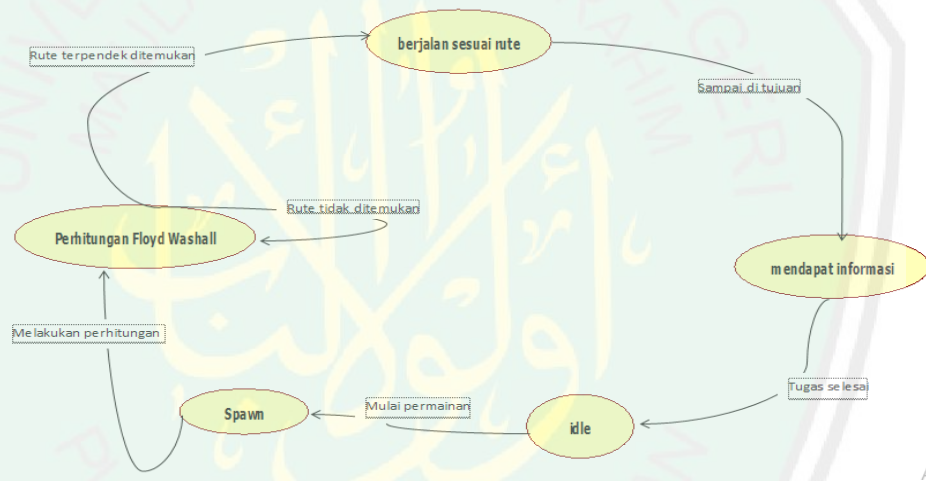 berjalan sesuai rute
Rute terpendek ditemukan
Sampai di tujuan
Rute tidak ditemukan
Perhitungan Floyd Washall
mendapat informasi
Melakukan perhitungan
Tugas selesai
Mulai permainan
Spawn
idle